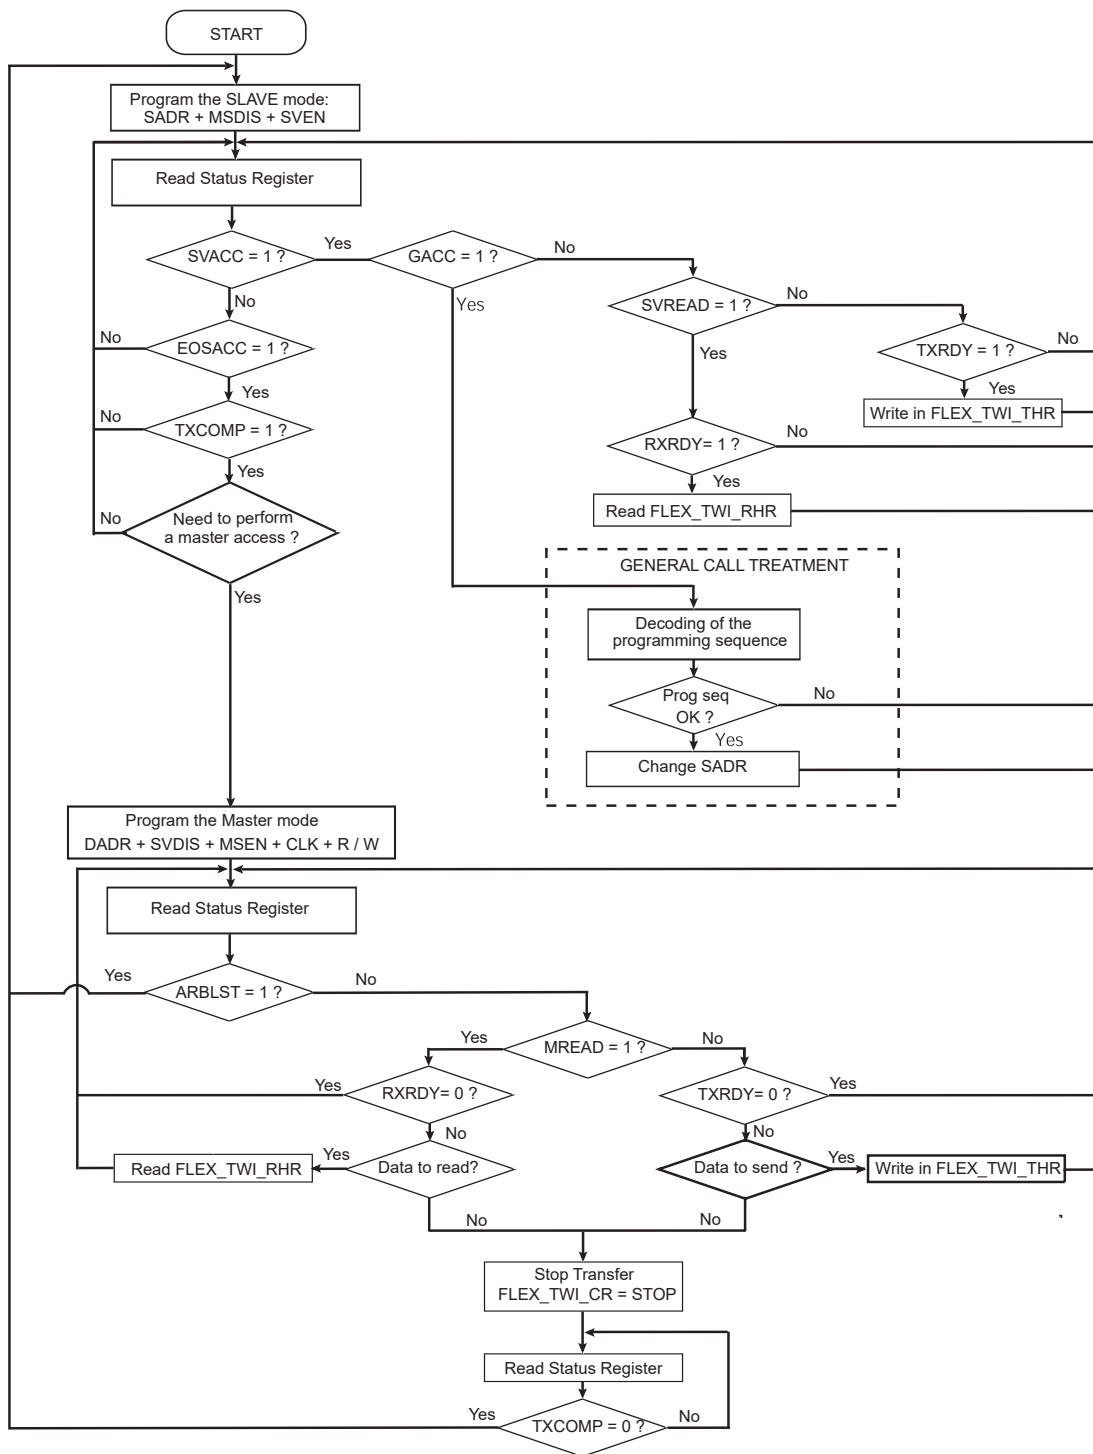 START
Program the SLAVE mode:
SADR + MSDIS + SVEN
Read Status Register
SVACC = 1 ?
Yes
GACC = 1 ?
No
No
Yes
SVREAD = 1 ?
No
Yes
No
EOSACC = 1 ?
Yes
TXRDY = 1 ?
No
Yes
Write in FLEX_TWI_THR
No
TXCOMP = 1 ?
Yes
RXRDY= 1 ?
No
Yes
Read FLEX_TWI_RHR
No
Need to perform
a master access ?
Yes
GENERAL CALL TREATMENT
Decoding of the
programming sequence
Prog seq
OK ?
No
Yes
Change SADR
Program the Master mode
DADR + SVDIS + MSEN + CLK + R / W
Read Status Register
Yes
ARBLST = 1 ?
No
Yes
MREAD = 1 ?
No
Yes
RXRDY= 0 ?
No
TXRDY= 0 ?
Yes
No
Read FLEX_TWI_RHR
Yes
Data to read?
No
Data to send ?
Yes
Write in FLEX_TWI_THR
No
Stop Transfer
FLEX_TWI_CR = STOP
Read Status Register
Yes
TXCOMP = 0 ?
No